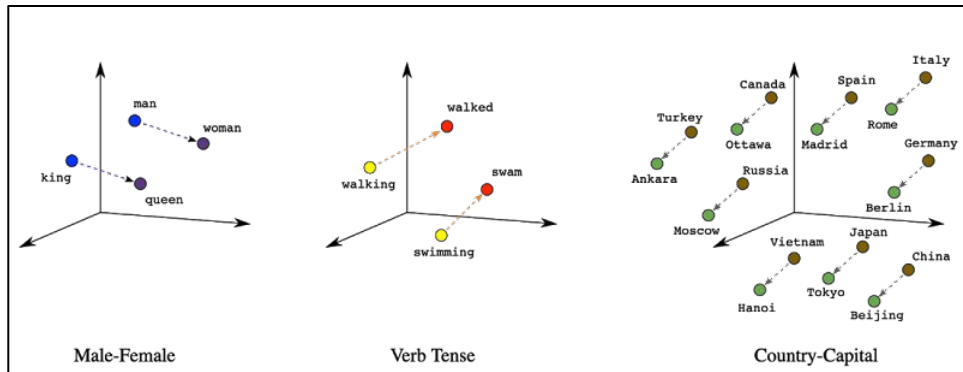 man
woman
king
queen
Male-Female
walked
walking
swam
swimming
Verb Tense
Italy
Canada
Spain
Rome
Turkey
Ottawa
Madrid
Germany
Ankara
Russia
Berlin
Moscow
Vietnam
Japan
China
Hanoi
Tokyo
Beijing
Country-Capital